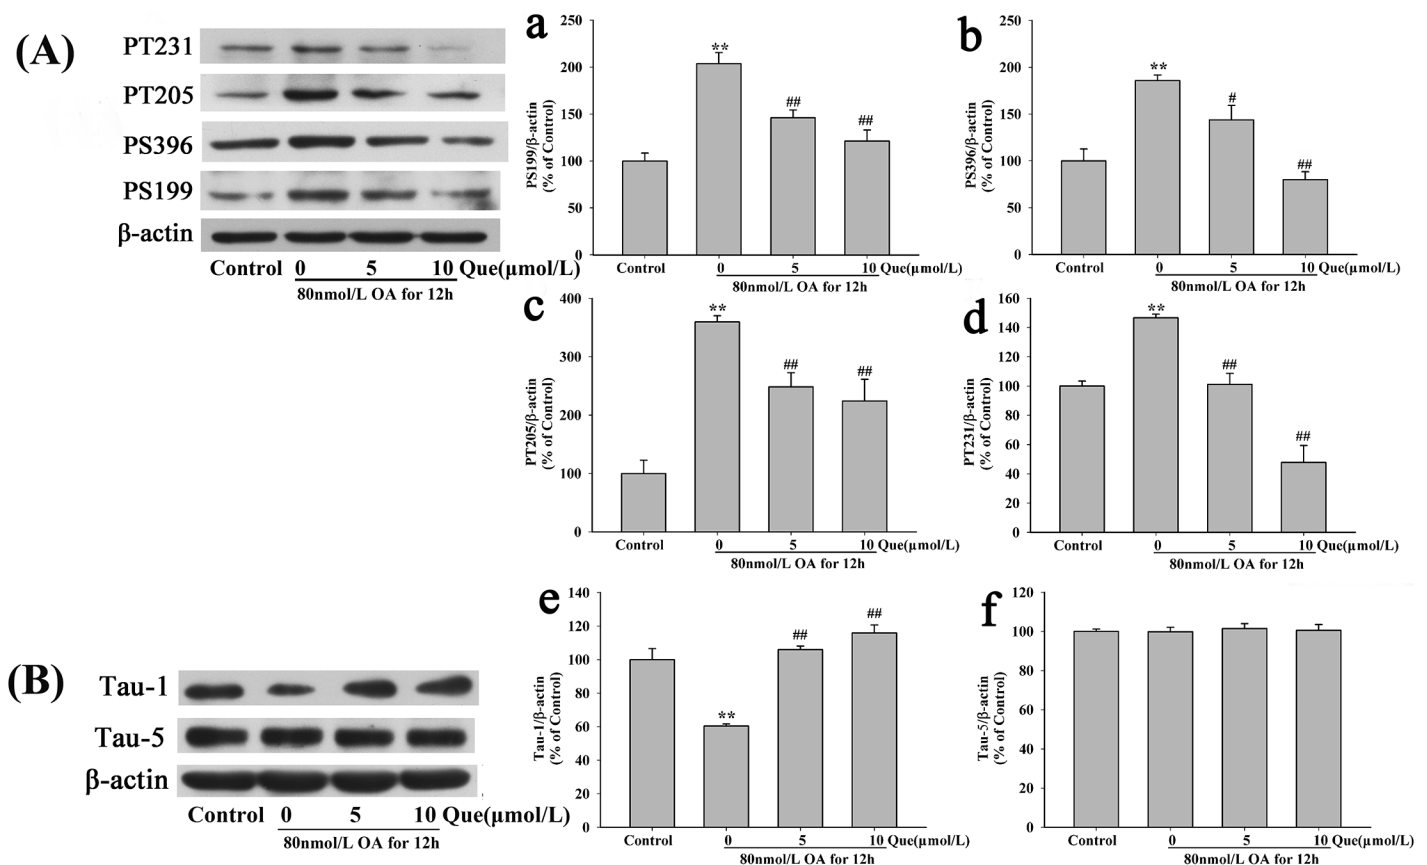 (A)
PT231
PT205
PS396
PS199
β-actin
Control 0 5 10 Que(μmol/L)
80nmol/L OA for 12h
a
PS199/β-actin
(% of Control)
250
200
150
100
50
0
**
##
##
Control 0 5 10 Que(μmol/L)
80nmol/L OA for 12h
b
PS396/β-actin
(% of Control)
250
200
150
100
50
0
**
#
##
Control 0 5 10 Que(μmol/L)
80nmol/L OA for 12h
c
PT205/β-actin
(% of Control)
400
300
200
100
0
**
##
##
Control 0 5 10 Que(μmol/L)
80nmol/L OA for 12h
d
PT231/β-actin
(% of Control)
160
140
120
100
80
60
40
20
0
**
##
##
Control 0 5 10 Que(μmol/L)
80nmol/L OA for 12h
(B)
Tau-1
Tau-5
β-actin
Control 0 5 10 Que(μmol/L)
80nmol/L OA for 12h
e
Tau-1/β-actin
(% of Control)
140
120
100
80
60
40
20
0
**
##
##
Control 0 5 10 Que(μmol/L)
80nmol/L OA for 12h
f
Tau-5/β-actin
(% of Control)
120
100
80
60
40
20
0
Control 0 5 10 Que(μmol/L)
80nmol/L OA for 12h